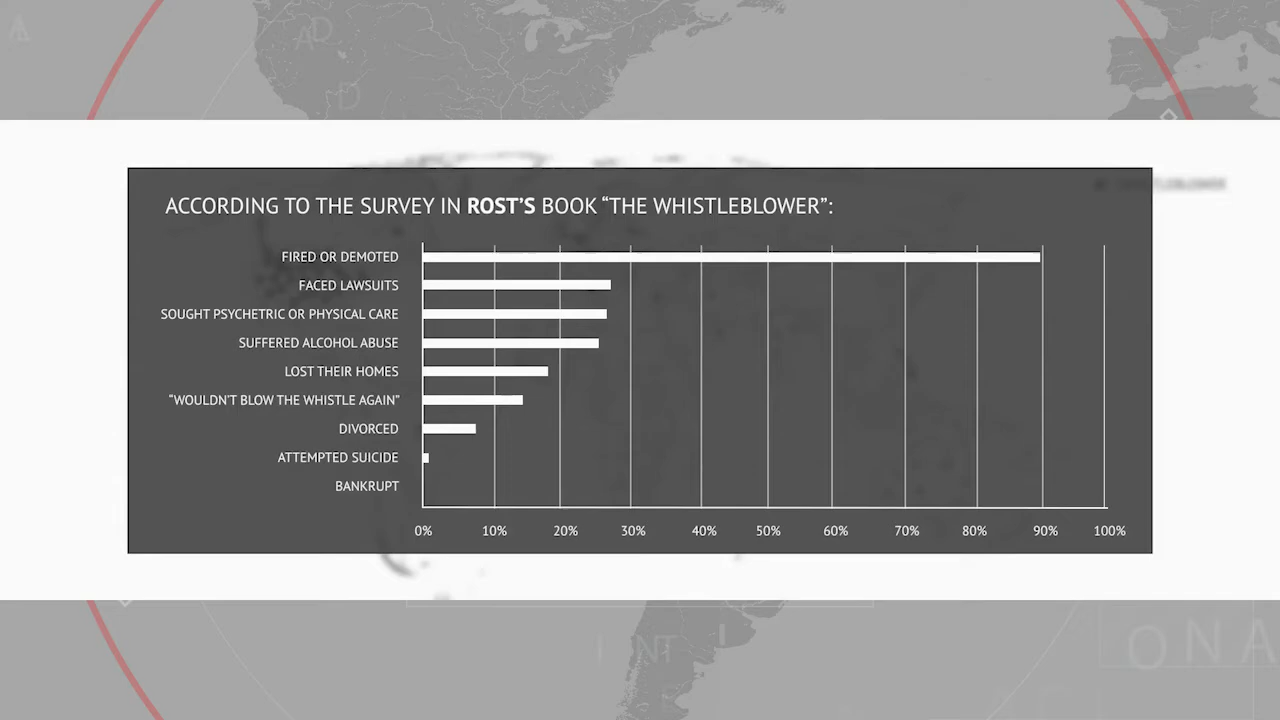 ACCORDING TO THE SURVEY IN ROST'S BOOK “THE WHISTLEBLOWER”:
FIRED OR DEMOTED
FACED LAWSUITS
SOUGHT PSYCHETRIC OR PHYSICAL CARE
SUFFERED ALCOHOL ABUSE
LOST THEIR HOMES
“WOULDN'T BLOW THE WHISTLE AGAIN”
DIVORCED
ATTEMPTED SUICIDE
BANKRUPT
0% 10% 20% 30% 40% 50% 60% 70% 80% 90% 100%